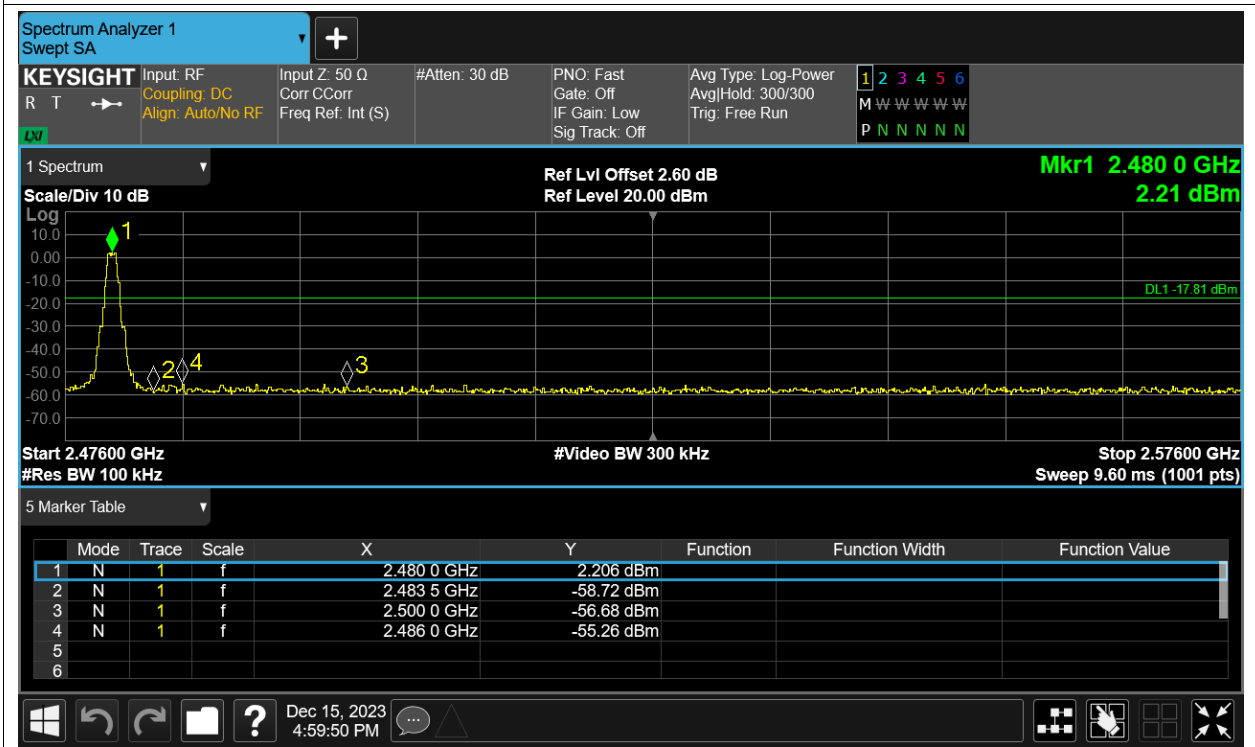 Spectrum Analyzer 1
Swept SA
+
KEYSIGHT Input: RF Input Z: 50 Ω #Atten: 30 dB PNO: Fast Avg Type: Log-Power 1 2 3 4 5 6
R T Coupling: DC Corr CCorr Gate: Off Avg|Hold: 300/300 M W W W W W
Align: Auto/No RF Freq Ref: Int (S) IF Gain: Low Trig: Free Run
LXI Sig Track: Off P N N N N N
1 Spectrum Ref Lvl Offset 2.60 dB Mkr1 2.480 0 GHz
Scale/Div 10 dB Ref Level 20.00 dBm 2.21 dBm
Log
10.0 1
0.00
-10.0
DL1 -17.81 dBm
-20.0
-30.0
-40.0
-50.0 2 4 3
-60.0
-70.0
Start 2.47600 GHz #Video BW 300 kHz Stop 2.57600 GHz
#Res BW 100 kHz Sweep 9.60 ms (1001 pts)
5 Marker Table
Mode Trace Scale X Y Function Function Width Function Value
1 N 1 f 2.480 0 GHz 2.206 dBm
2 N 1 f 2.483 5 GHz -58.72 dBm
3 N 1 f 2.500 0 GHz -56.68 dBm
4 N 1 f 2.486 0 GHz -55.26 dBm
5
6
? Dec 15, 2023
4:59:50 PM